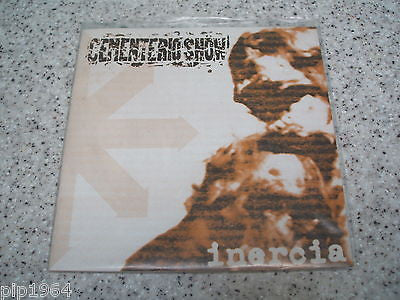 CEMENTERIO SHOW
inercia
pip1964